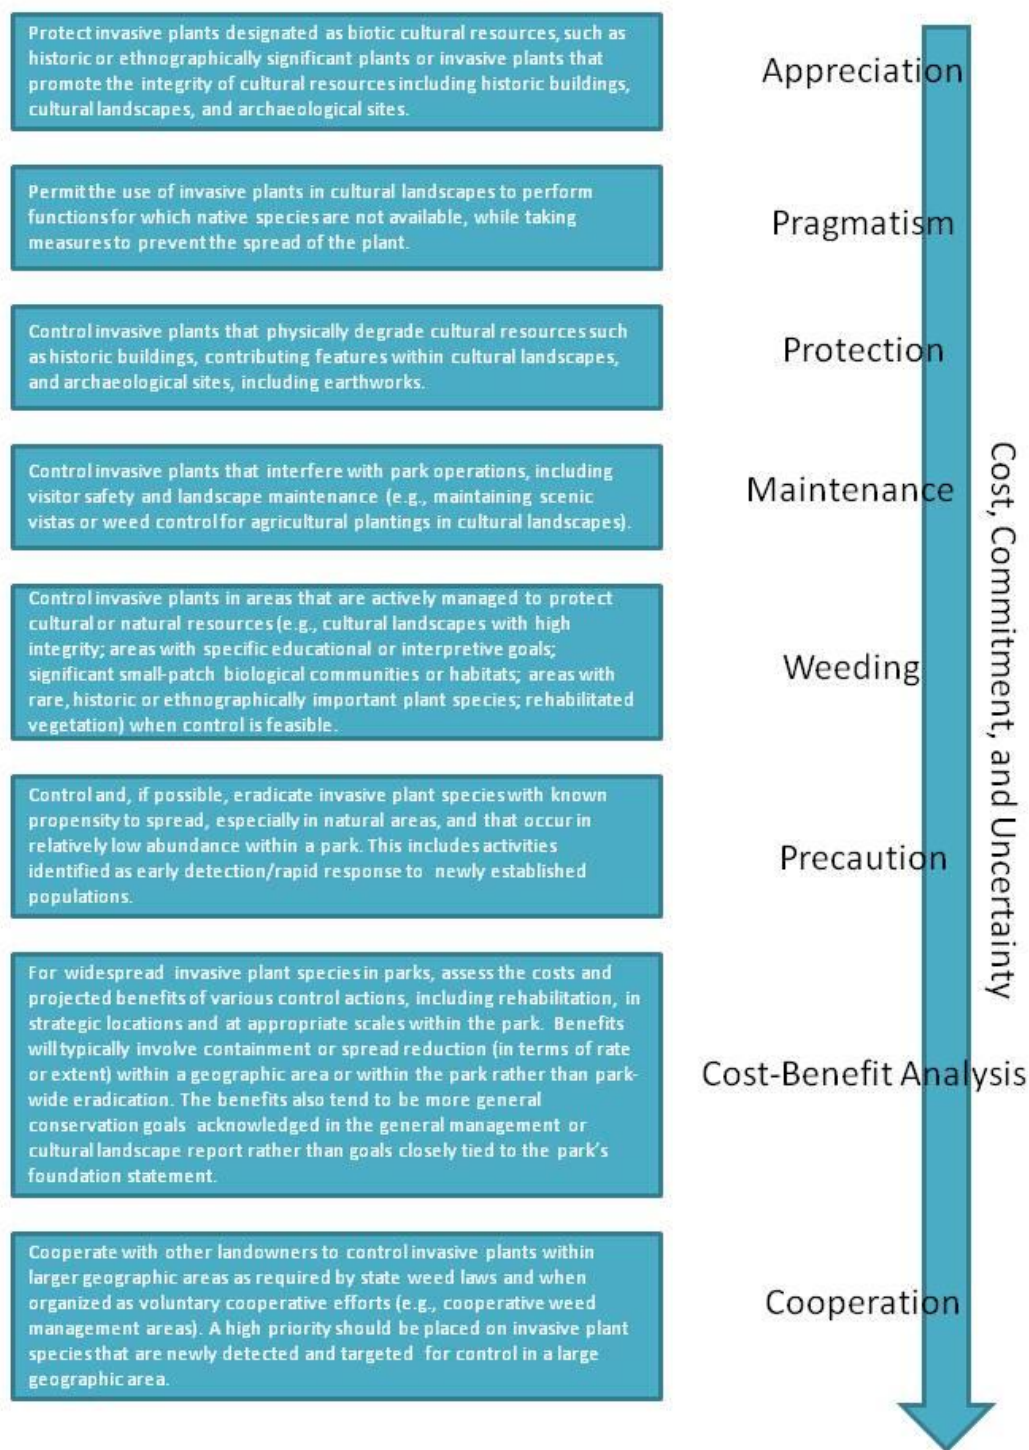 Protect invasive plants designated as biotic cultural resources, such as
historic or ethnographically significant plants or invasive plants that
promote the integrity of cultural resources including historic buildings,
cultural landscapes, and archaeological sites.
Appreciation
Permit the use of invasive plants in cultural landscapes to perform
functions for which native species are not available, while taking
measures to prevent the spread of the plant.
Pragmatism
Control invasive plants that physically degrade cultural resources such
as historic buildings, contributing features within cultural landscapes,
and archaeological sites, including earthworks.
Protection
Control invasive plants that interfere with park operations, including
visitor safety and landscape maintenance (e.g., maintaining scenic
vistas or weed control for agricultural plantings in cultural landscapes).
Maintenance
Control invasive plants in areas that are actively managed to protect
cultural or natural resources (e.g., cultural landscapes with high
integrity; areas with specific educational or interpretive goals;
significant small-patch biological communities or habitats; areas with
rare, historic or ethnographically important plant species; rehabilitated
vegetation) when control is feasible.
Weeding
Control and, if possible, eradicate invasive plant species with known
propensity to spread, especially in natural areas, and that occur in
relatively low abundance within a park. This includes activities
identified as early detection/rapid response to newly established
populations.
Precaution
For widespread invasive plant species in parks, assess the costs and
projected benefits of various control actions, including rehabilitation, in
strategic locations and at appropriate scales within the park. Benefits
will typically involve containment or spread reduction (in terms of rate
or extent) within a geographic area or within the park rather than park-
wide eradication. The benefits also tend to be more general
conservation goals acknowledged in the general management or
cultural landscape report rather than goals closely tied to the park's
foundation statement.
Cost-Benefit Analysis
Cooperate with other landowners to control invasive plants within
larger geographic areas as required by state weed laws and when
organized as voluntary cooperative efforts (e.g., cooperative weed
management areas). A high priority should be placed on invasive plant
species that are newly detected and targeted for control in a large
geographic area.
Cooperation
Cost, Commitment, and Uncertainty